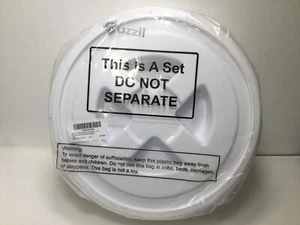 Gazzii
This Is A Set
DO NOT
SEPARATE
Warning:
To avoid danger of suffocation, keep this plastic bag away from
babies and children. Do not use this bag in cribs, beds, carriages
or playpens. This bag is not a toy.